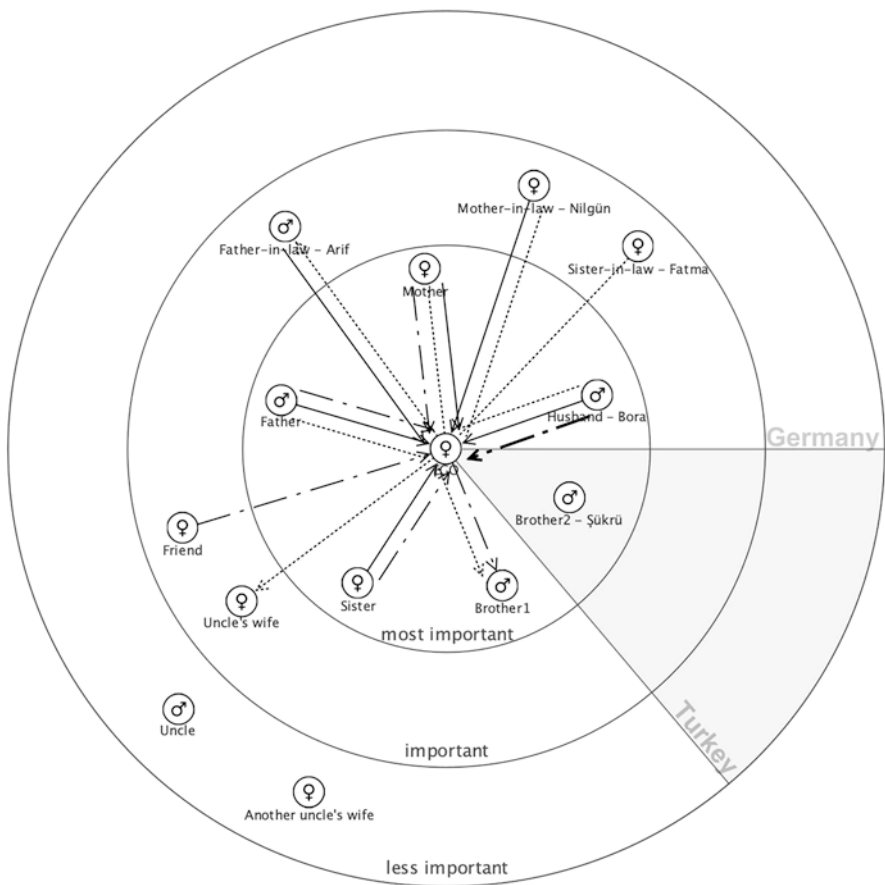 Mother-in-law – Nilgün
Father-in-law – Arif
Sister-in-law – Fatma
Mother
Father
Husband – Bora
Germany
Brother2 – Şükrü
Friend
Uncle's wife
Sister
Brother1
most important
Turkey
Uncle
important
Another uncle's wife
less important